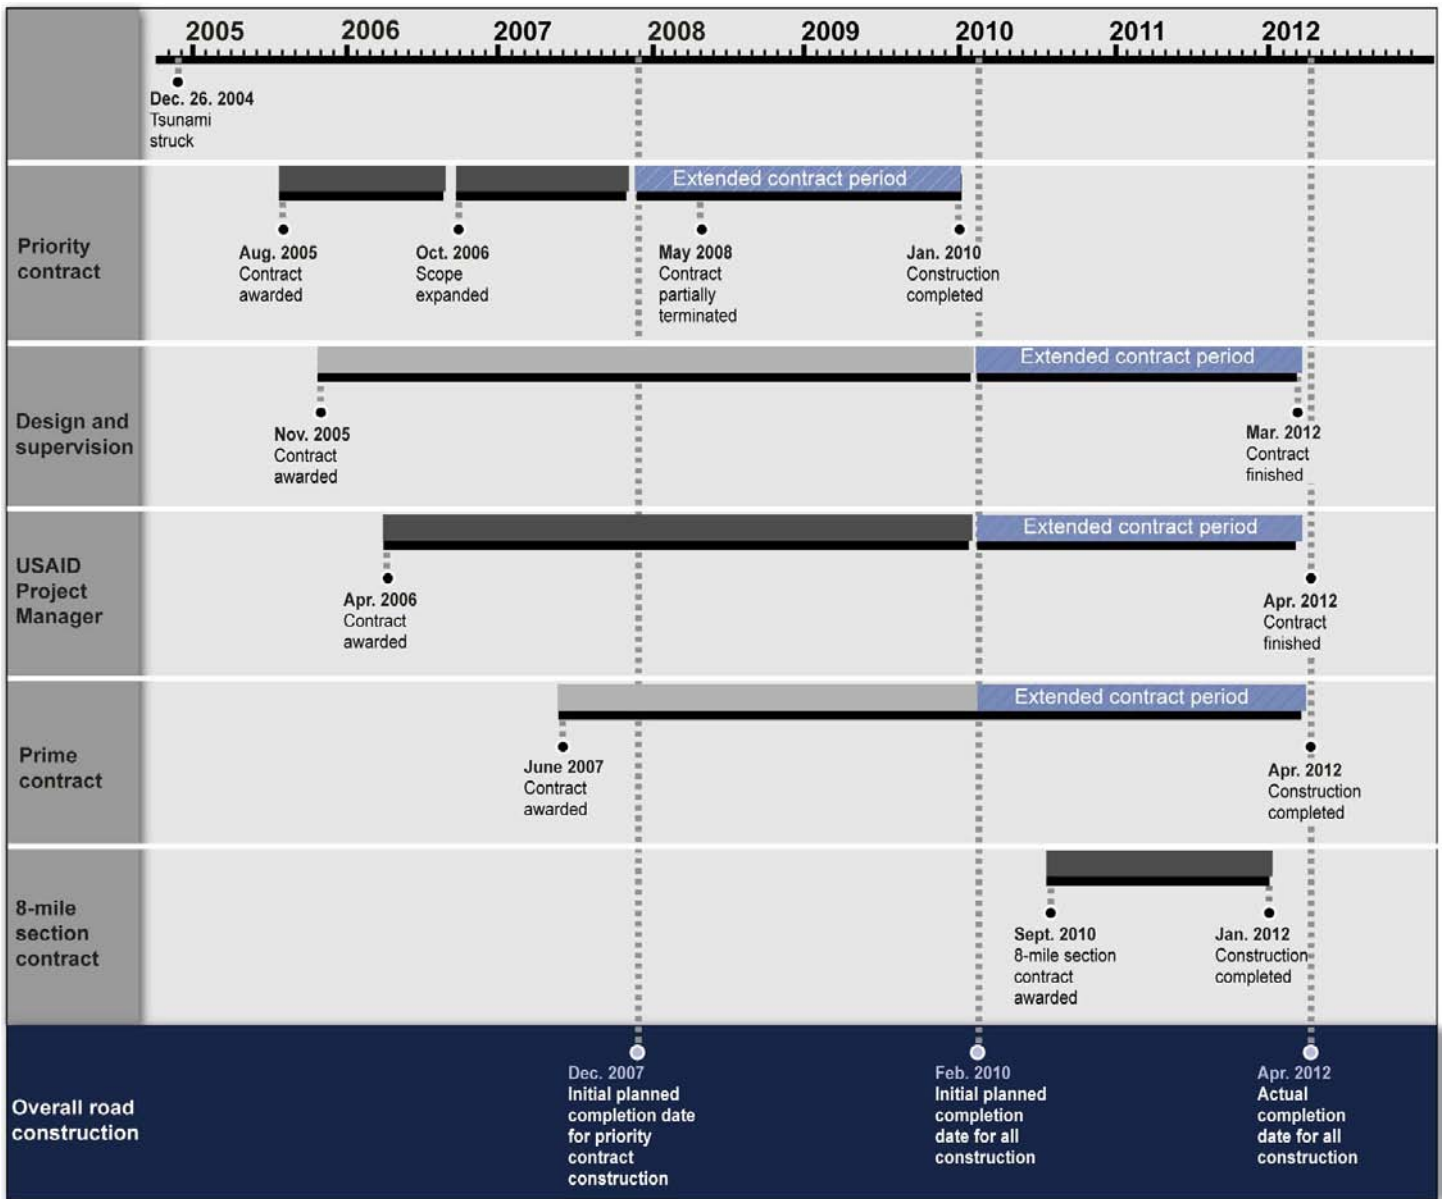 2005 2006 2007 2008 2009 2010 2011 2012
Dec. 26. 2004
Tsunami
struck
Priority
contract
Extended contract period
Aug. 2005
Contract
awarded
Oct. 2006
Scope
expanded
May 2008
Contract
partially
terminated
Jan. 2010
Construction
completed
Design and
supervision
Extended contract period
Nov. 2005
Contract
awarded
Mar. 2012
Contract
finished
USAID
Project
Manager
Extended contract period
Apr. 2006
Contract
awarded
Apr. 2012
Contract
finished
Prime
contract
Extended contract period
June 2007
Contract
awarded
Apr. 2012
Construction
completed
8-mile
section
contract
Sept. 2010
8-mile section
contract
awarded
Jan. 2012
Construction
completed
Overall road
construction
Dec. 2007
Initial planned
completion date
for priority
contract
construction
Feb. 2010
Initial planned
completion
date for all
construction
Apr. 2012
Actual
completion
date for all
construction